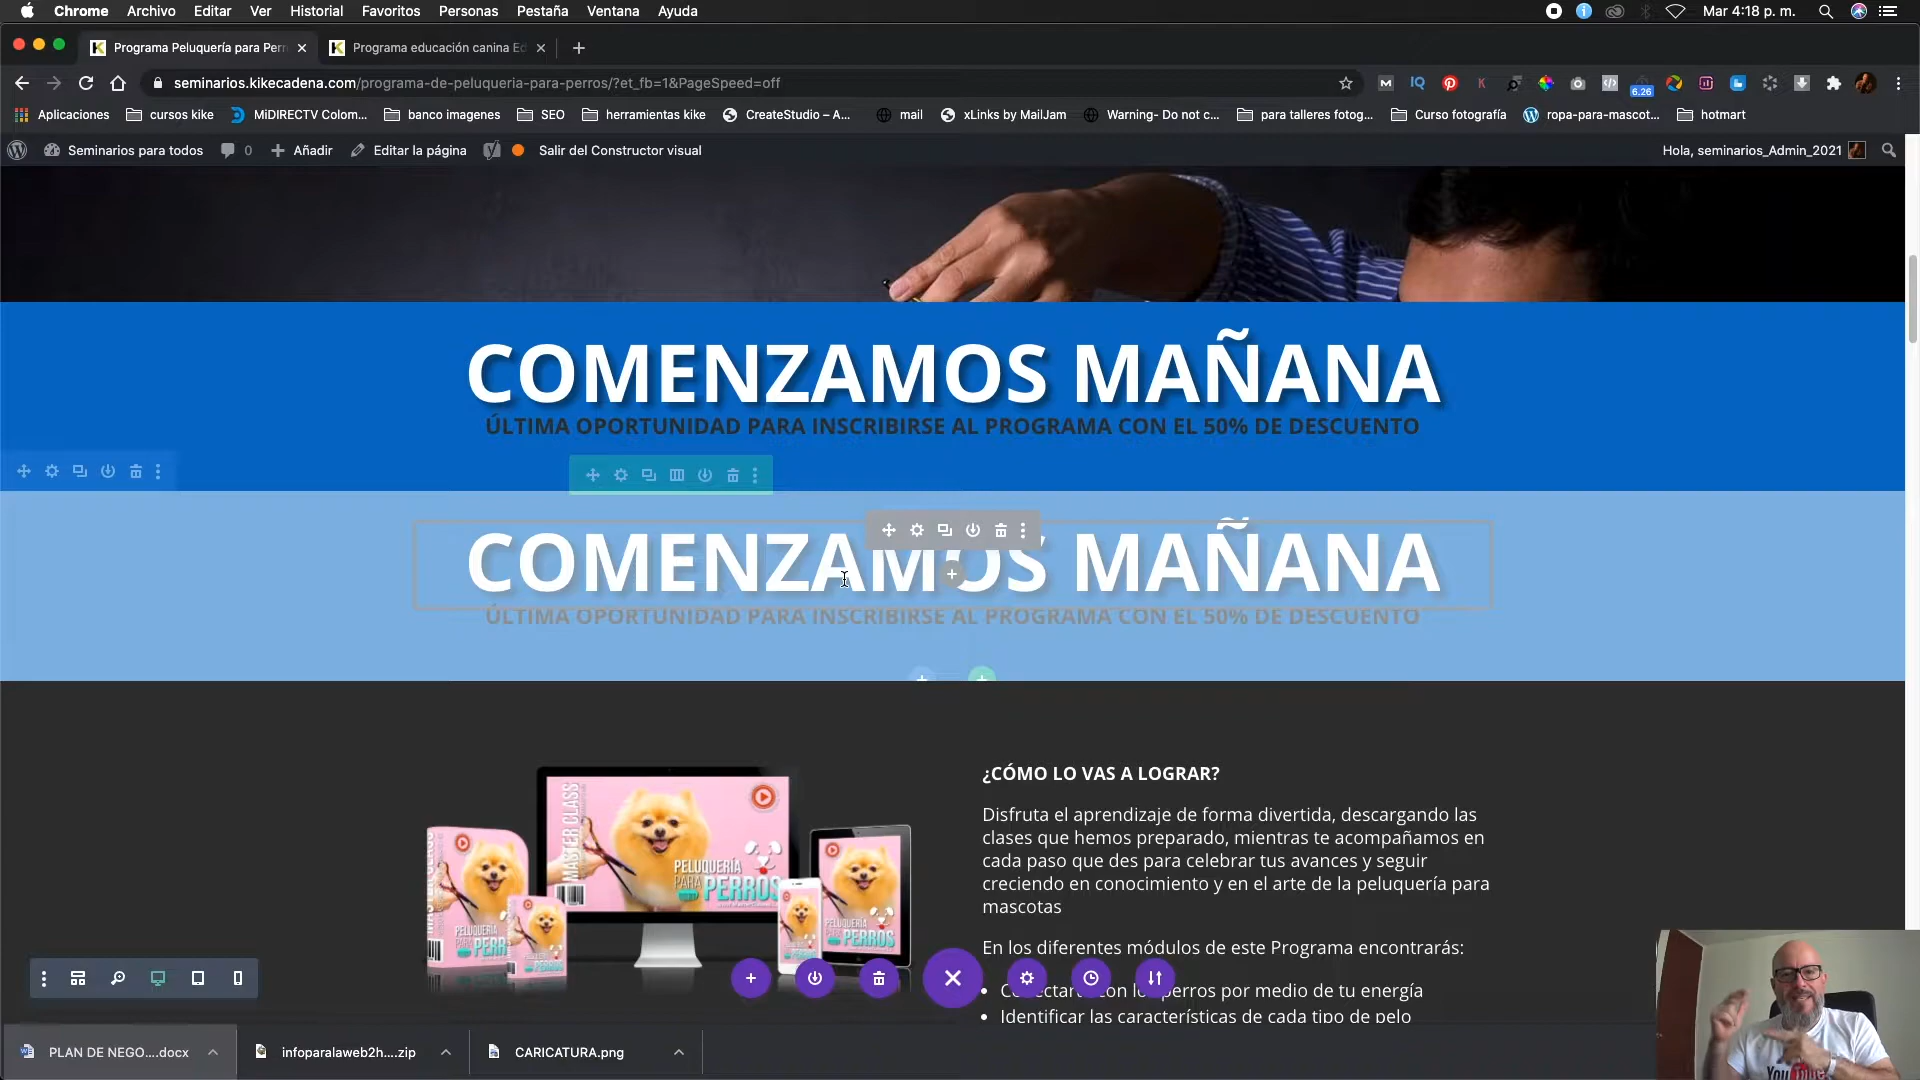 Chrome Archivo Editar Ver Historial Favoritos Personas Pestaña Ventana Ayuda Mar 4:18 p. m.
Programa Peluquería para Perr Programa educación canina Ed
seminarios.kikecadena.com/programa-de-peluqueria-para-perros/?et_fb=1&PageSpeed=off 6.26
Aplicaciones cursos kike MiDIRECTV Colom... banco imagenes SEO herramientas kike CreateStudio – A... mail xLinks by MailJam Warning- Do not c... para talleres fotog... Curso fotografía ropa-para-mascot... hotmart
Seminarios para todos 0 Añadir Editar la página Salir del Constructor visual Hola, seminarios_Admin_2021
COMENZAMOS MAÑANA
ÚLTIMA OPORTUNIDAD PARA INSCRIBIRSE AL PROGRAMA CON EL 50% DE DESCUENTO
COMENZAMOS MAÑANA
ÚLTIMA OPORTUNIDAD PARA INSCRIBIRSE AL PROGRAMA CON EL 50% DE DESCUENTO
MASTER CLASS
PELUQUERÍA
PARA PERROS
PELUQUERÍA
PARA PERROS
¿CÓMO LO VAS A LOGRAR?
Disfruta el aprendizaje de forma divertida, descargando las
clases que hemos preparado, mientras te acompañamos en
cada paso que des para celebrar tus avances y seguir
creciendo en conocimiento y en el arte de la peluquería para
mascotas
En los diferentes módulos de este Programa encontrarás:
perros por medio de tu energía
Identificar las características de cada tipo de pelo
PLAN DE NEGO....docx infoparalaweb2h....zip CARICATURA.png